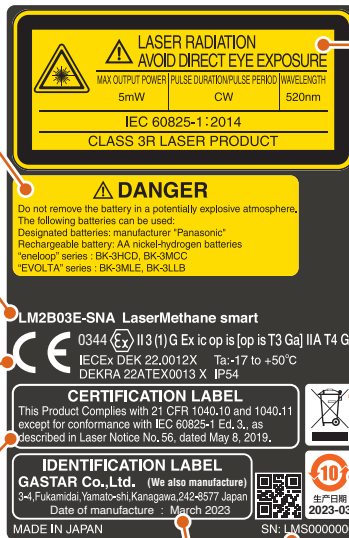 LASER RADIATION
AVOID DIRECT EYE EXPOSURE
MAX OUTPUT POWER PULSE DURATION/PULSE PERIOD WAVELENGTH
5mW CW 520nm
IEC 60825-1:2014
CLASS 3R LASER PRODUCT
DANGER
Do not remove the battery in a potentially explosive atmosphere.
The following batteries can be used:
Designated batteries: manufacturer "Panasonic"
Rechargeable battery: AA nickel-hydrogen batteries
"eneloop" series : BK-3HCD, BK-3MCC
"EVOLTA" series : BK-3MLE, BK-3LLB
LM2B03E-SNA LaserMethane smart
CE 0344 Ex II 3 (1) G Ex ic op is [op is T3 Ga] IIA T4 G
IECEx DEK 22.0012X Ta:-17 to +50°C
DEKRA 22ATEX0013 X IP54
CERTIFICATION LABEL
This Product Complies with 21 CFR 1040.10 and 1040.11
except for conformance with IEC 60825-1 Ed. 3., as
described in Laser Notice No. 56, dated May 8, 2019.
IDENTIFICATION LABEL
GASTAR Co.,Ltd. (We also manufacture)
3-4,Fukamidai,Yamato-shi,Kanagawa,242-8577 Japan
Date of manufacture : March 2023
10
生产日期
2023-03
MADE IN JAPAN SN: LMS0000000